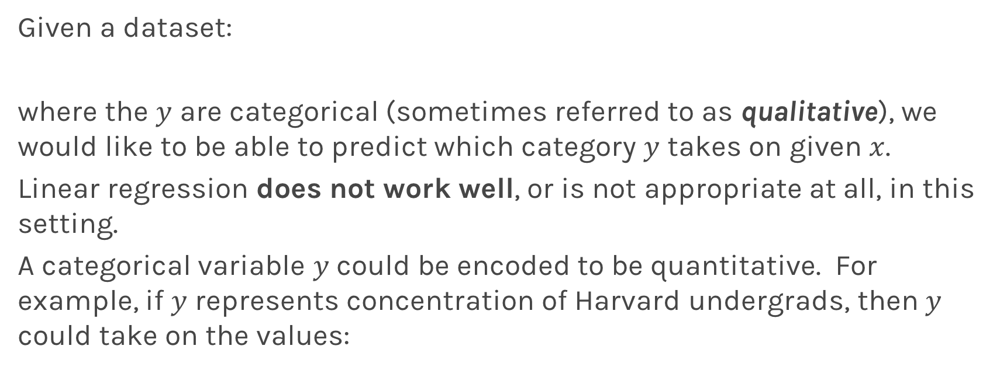 Given a dataset:
where the y are categorical (sometimes referred to as qualitative), we
would like to be able to predict which category y takes on given x.
Linear regression does not work well, or is not appropriate at all, in this
setting.
A categorical variable y could be encoded to be quantitative.  For
example, if y represents concentration of Harvard undergrads, then y
could take on the values: